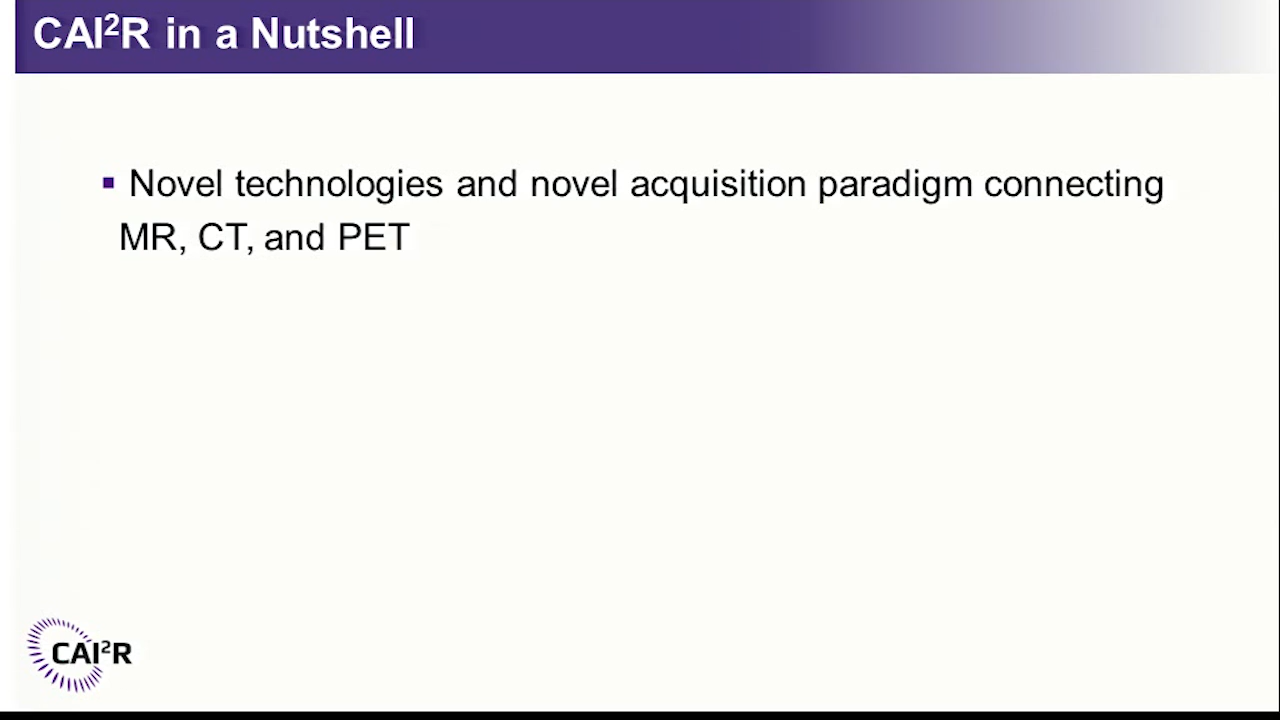 CAI²R in a Nutshell
▪ Novel technologies and novel acquisition paradigm connecting
MR, CT, and PET
CAI²R